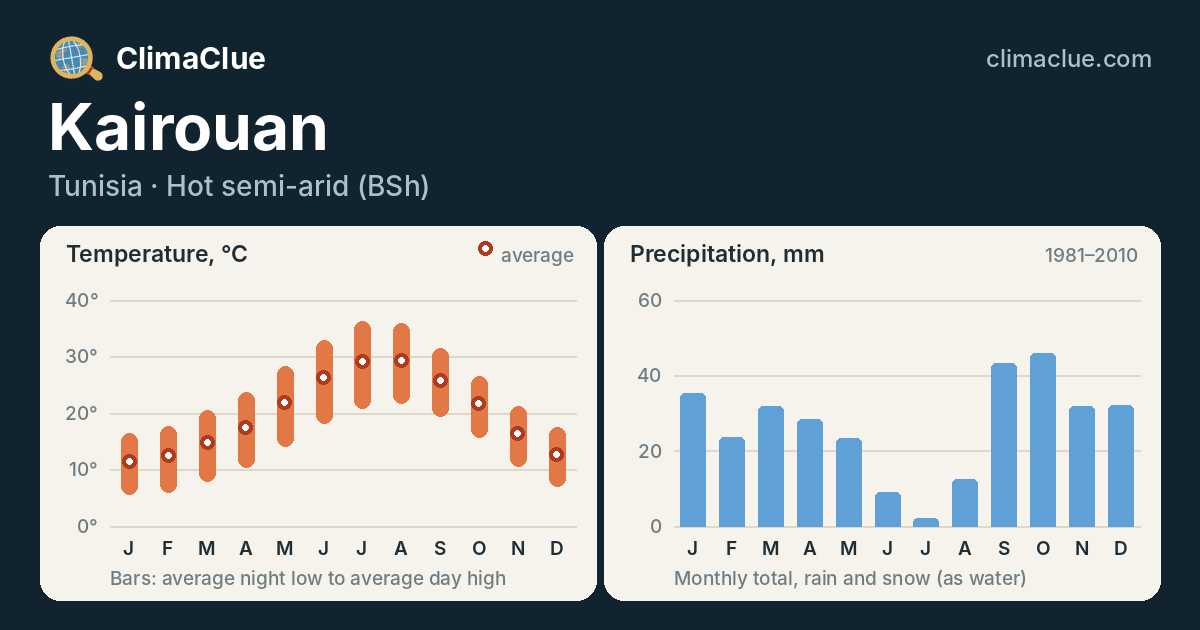 ClimaClue
climaclue.com
Kairouan
Tunisia · Hot semi-arid (BSh)
Temperature, °C
average
40°
30°
20°
10°
0°
J F M A M J J A S O N D
Bars: average night low to average day high
Precipitation, mm
1981–2010
60
40
20
0
J F M A M J J A S O N D
Monthly total, rain and snow (as water)